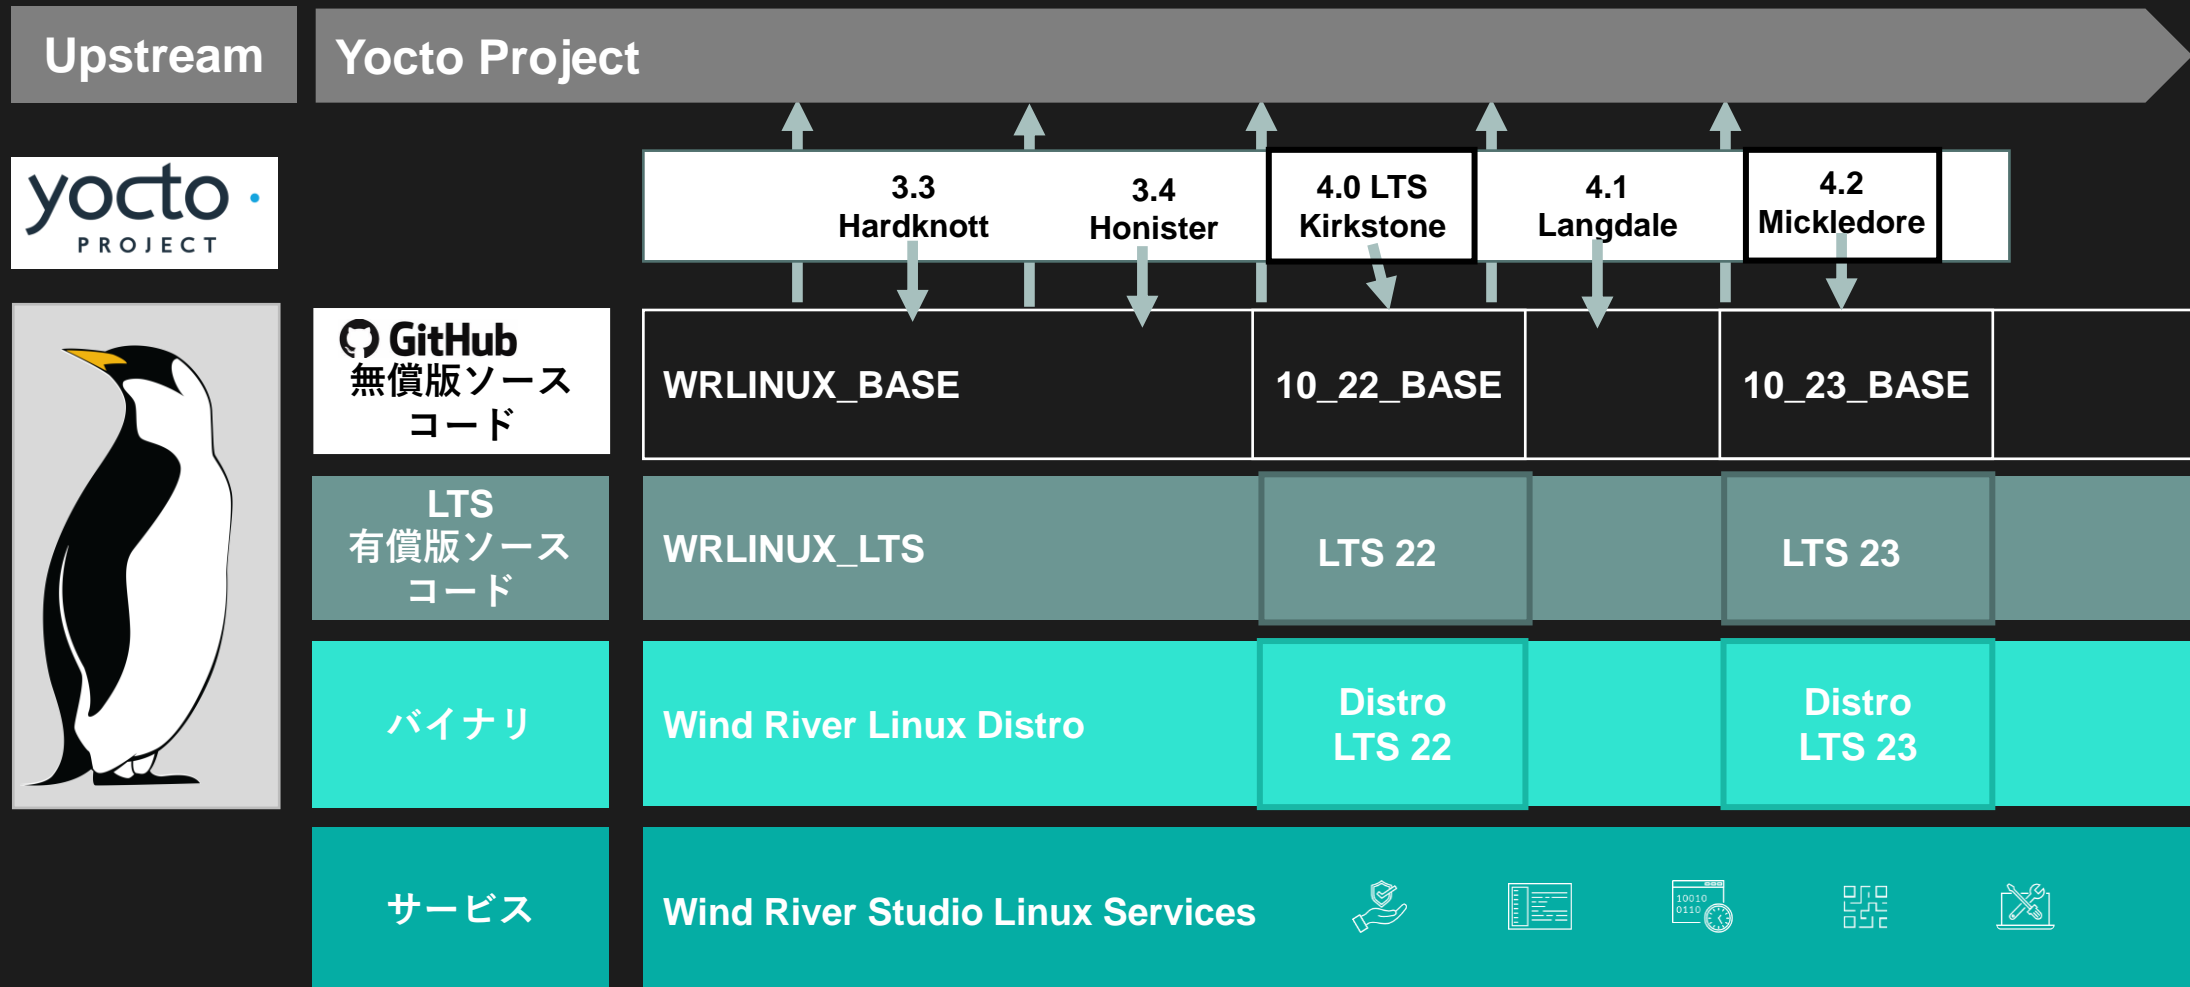 Upstream
Yocto Project
yocto
PROJECT
3.3
Hardknott
3.4
Honister
4.0 LTS
Kirkstone
4.1
Langdale
4.2
Mickledore
GitHub
無償版ソース
コード
WRLINUX_BASE
10_22_BASE
10_23_BASE
LTS
有償版ソース
コード
WRLINUX_LTS
LTS 22
LTS 23
バイナリ
Wind River Linux Distro
Distro
LTS 22
Distro
LTS 23
サービス
Wind River Studio Linux Services
10010
0110